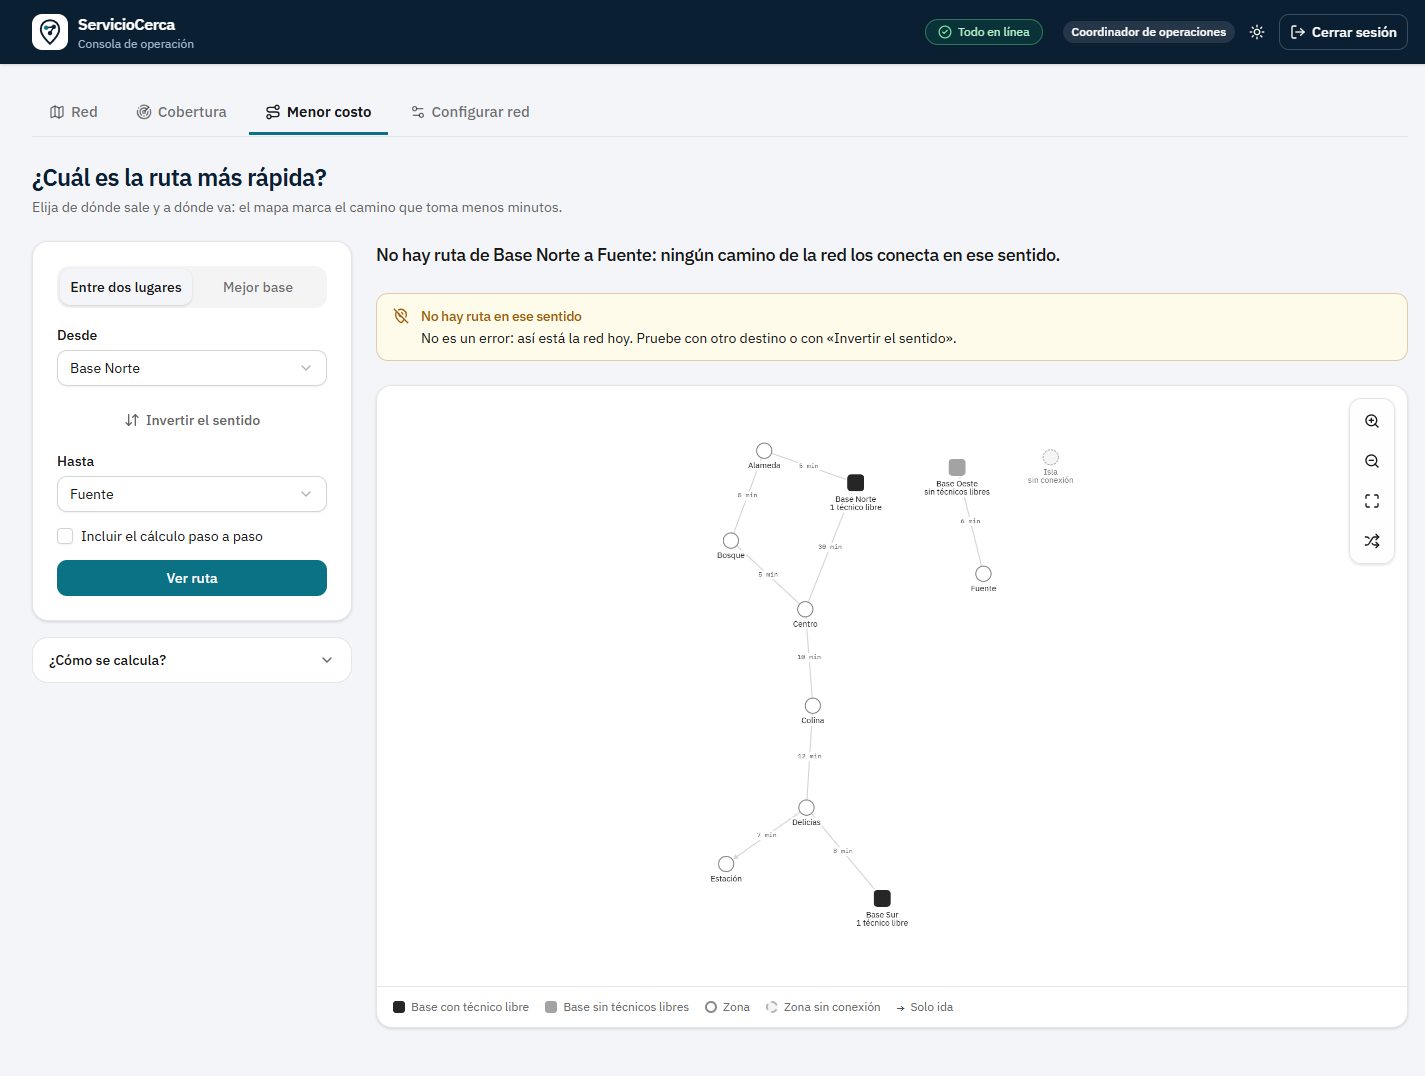 ServicioCerca
Consola de operación
Todo en línea
Coordinador de operaciones
Cerrar sesión
Red
Cobertura
Menor costo
Configurar red
¿Cuál es la ruta más rápida?
Elija de dónde sale y a dónde va: el mapa marca el camino que toma menos minutos.
Entre dos lugares
Mejor base
Desde
Base Norte
Invertir el sentido
Hasta
Fuente
Incluir el cálculo paso a paso
Ver ruta
¿Cómo se calcula?
No hay ruta de Base Norte a Fuente: ningún camino de la red los conecta en ese sentido.
No hay ruta en ese sentido
No es un error: así está la red hoy. Pruebe con otro destino o con «Invertir el sentido».
Alameda
5 min
Base Norte
1 técnico libre
Base Oeste
sin técnicos libres
Isla
sin conexión
6 min
min
Bosque
30 min
5 min
Fuente
Centro
10 min
Colina
12 min
Delicias
7 min
8 min
Estación
Base Sur
1 técnico libre
Base con técnico libre
Base sin técnicos libres
Zona
Zona sin conexión
Solo ida